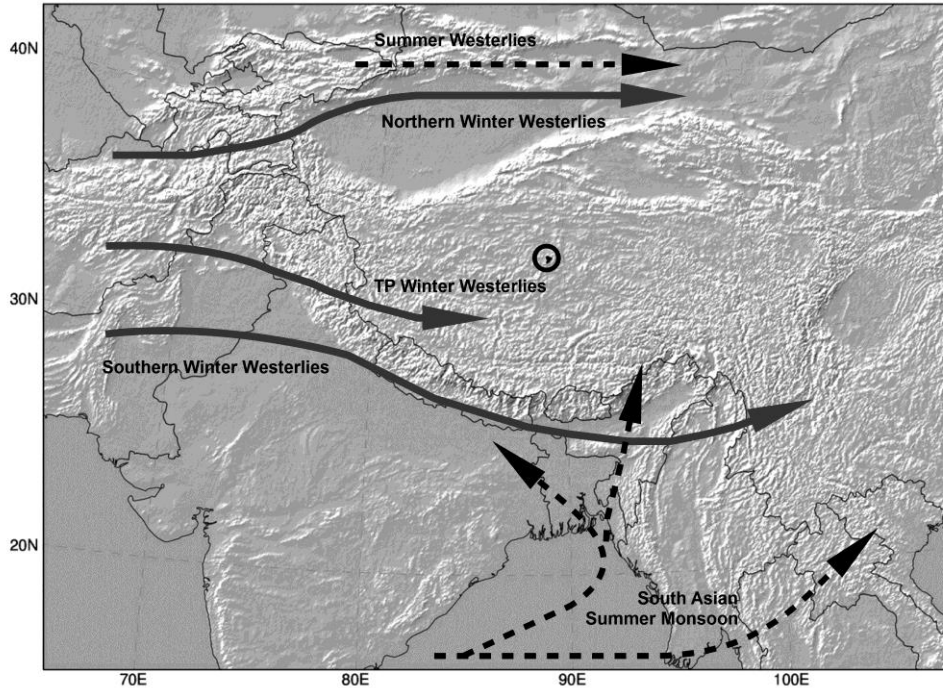 40N
Summer Westerlies
Northern Winter Westerlies
30N
TP Winter Westerlies
Southern Winter Westerlies
20N
South Asian
Summer Monsoon
70E
80E
90E
100E